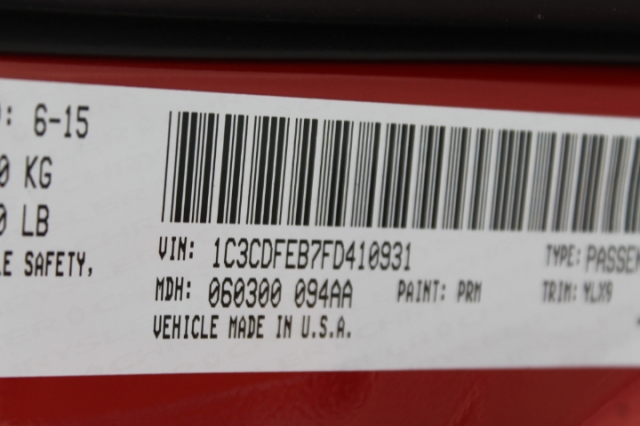 : 6-15
0 KG
0 LB
LE SAFETY,
VIN: 1C3CDFEB7FD410931 TYPE: PASSEN
MDH: 060300 094AA PAINT: PRM TRIM: YLX9
VEHICLE MADE IN U.S.A.